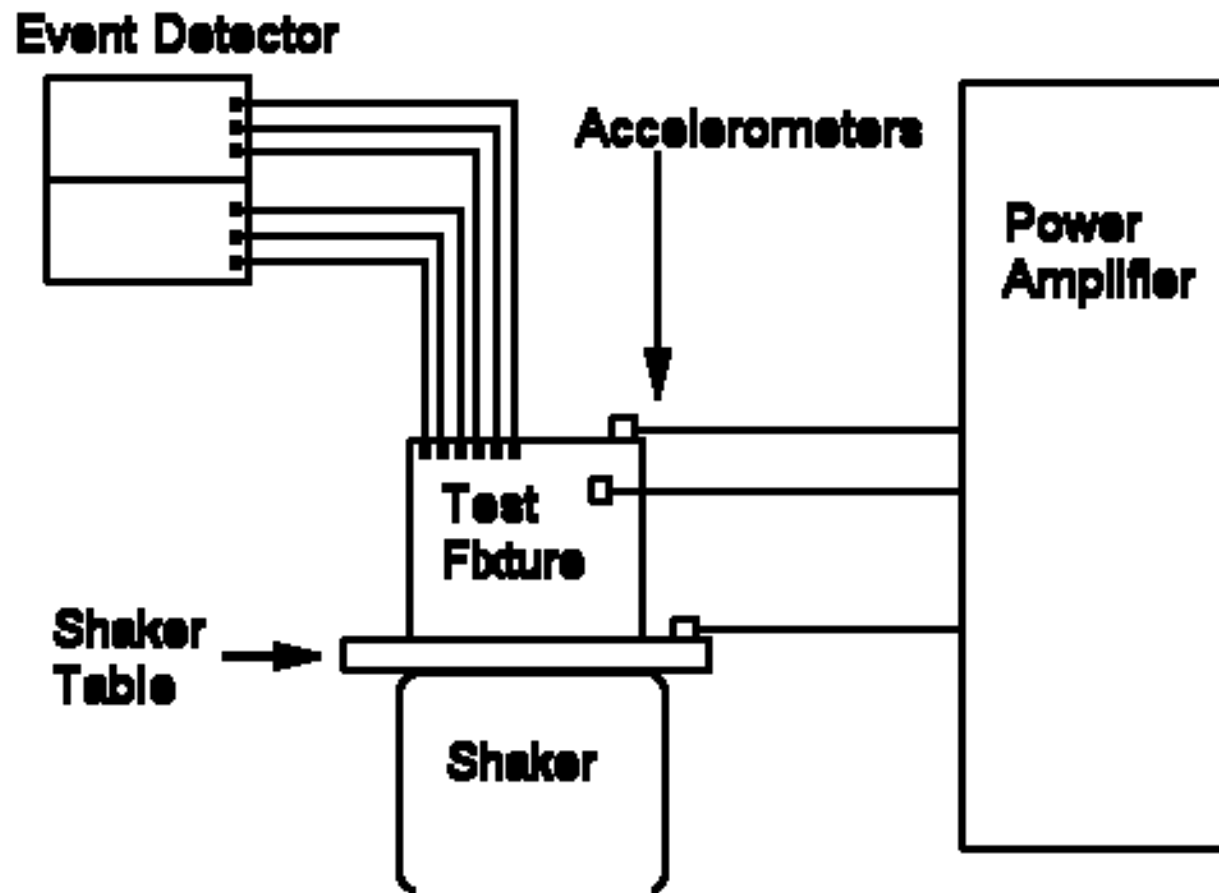 Event Detector
Accelerometers
Power
Amplifier
Test
Fixture
Shaker
Table
Shaker